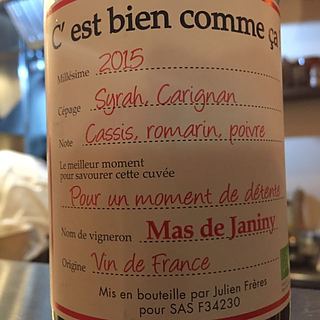 C' est bien comme ça
Millésime 2015
Cépage Syrah, Carignan
Note Cassis, romarin, poivre
Le meilleur moment
pour savourer cette cuvée
Pour un moment de détente
Nom de vigneron Mas de Janiny
Origine Vin de France
Mis en bouteille par Julien Frères
pour SAS F34230